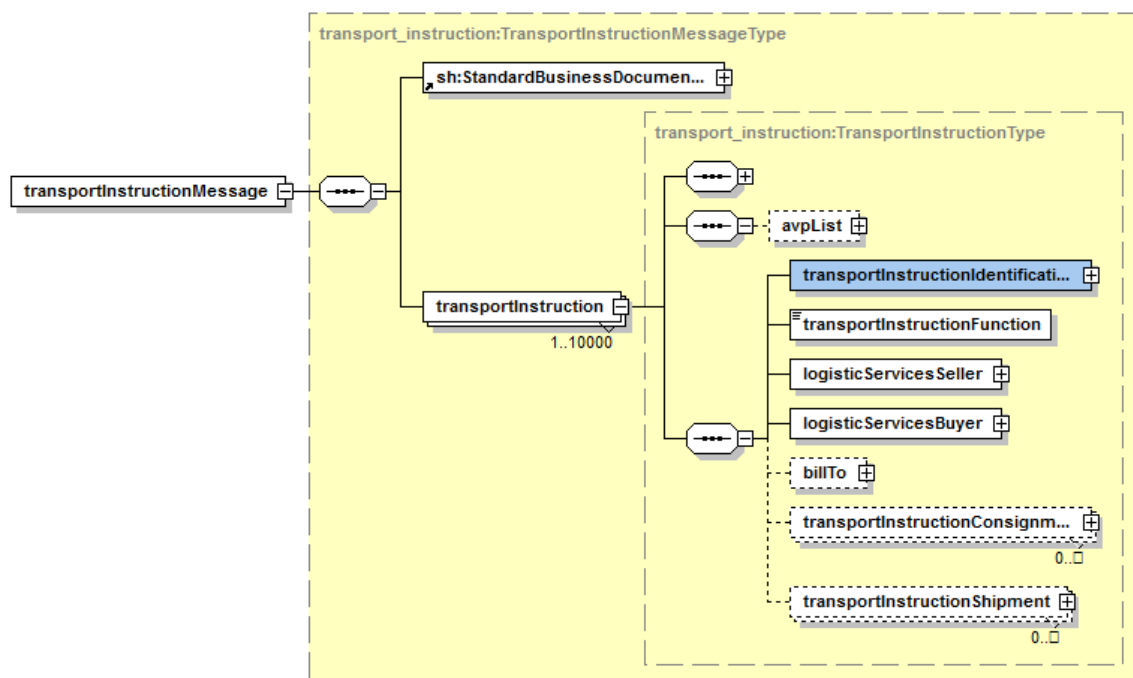 transport_instruction:TransportInstructionMessageType
sh:StandardBusinessDocumen...
transport_instruction:TransportInstructionType
transportInstructionMessage
avpList
transportInstructionIdentificati...
transportInstruction
1..10000
transportInstructionFunction
logisticServicesSeller
logisticServicesBuyer
billTo
transportInstructionConsignm...
0..□
transportInstructionShipment
0..□